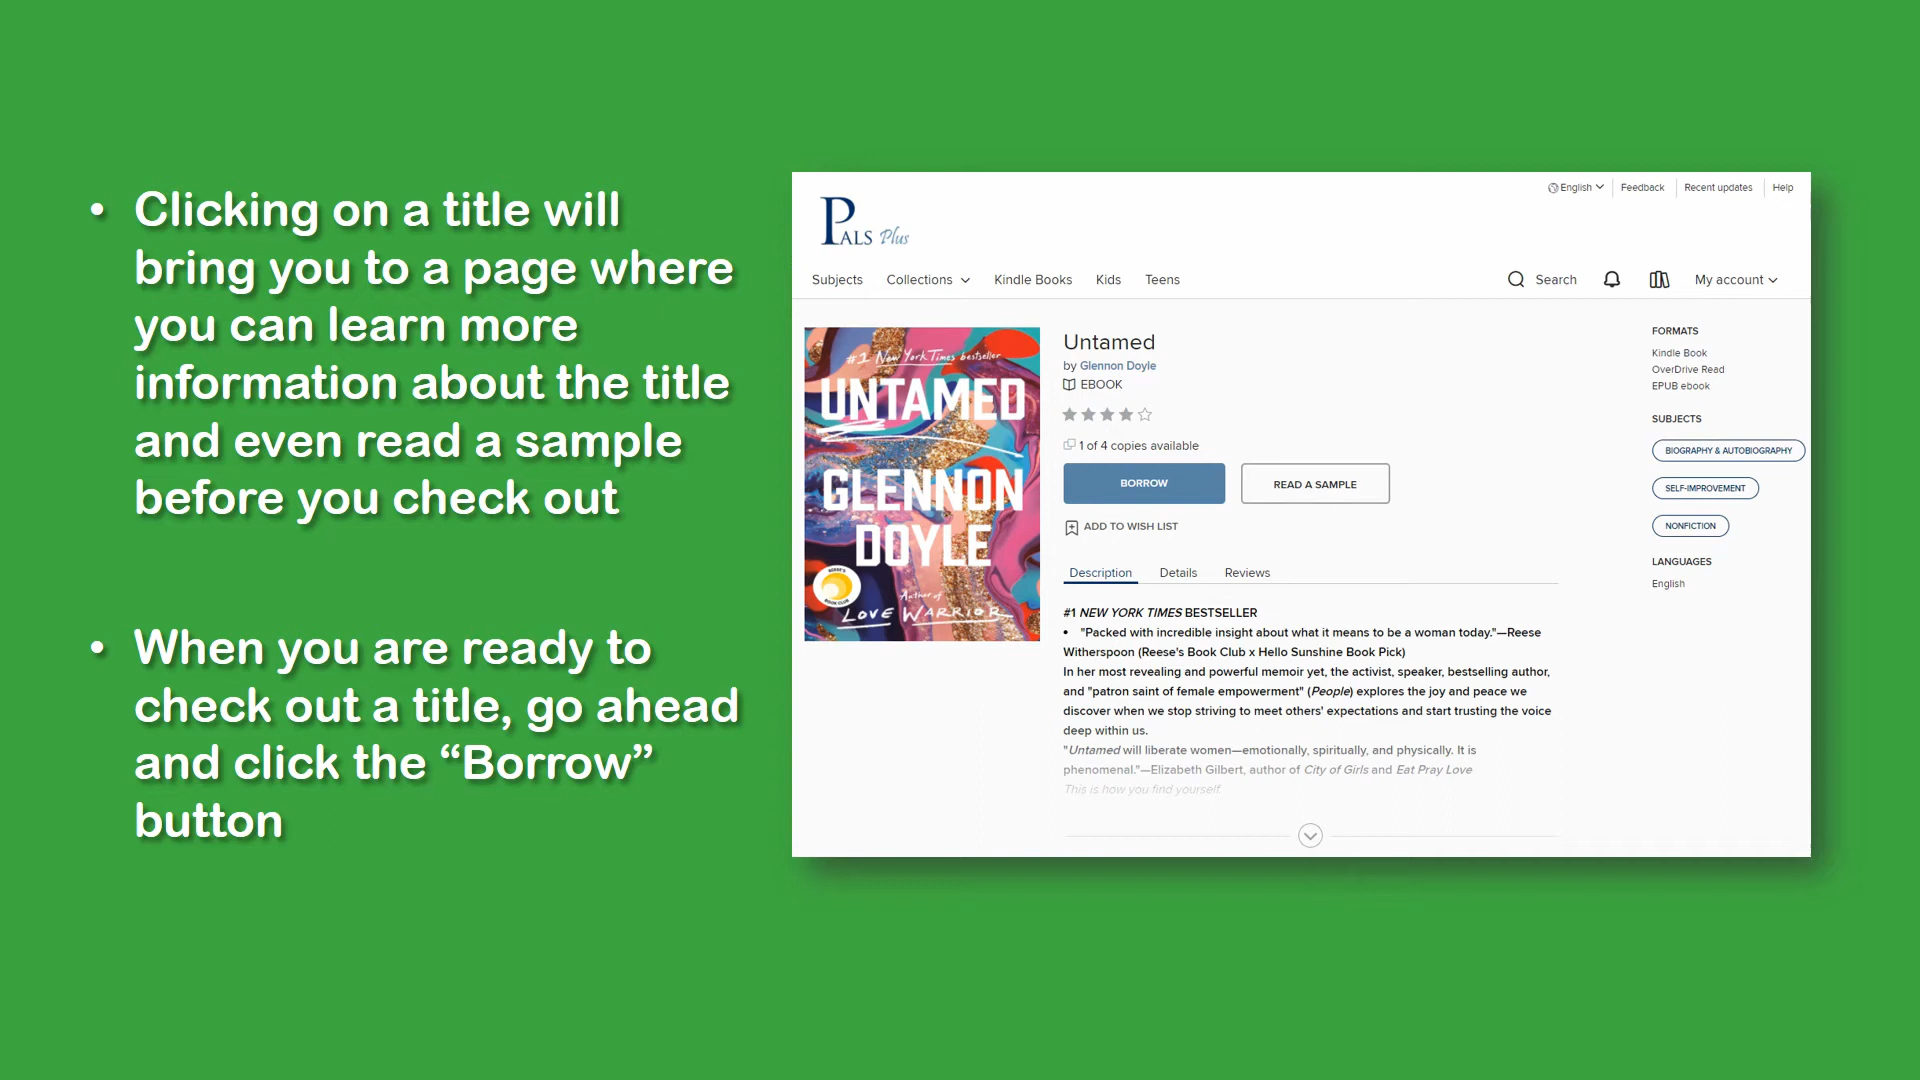 • Clicking on a title will
bring you to a page where
you can learn more
information about the title
and even read a sample
before you check out
• When you are ready to
check out a title, go ahead
and click the “Borrow”
button
English
Feedback
Recent updates
Help
PALS Plus
Subjects
Collections
Kindle Books
Kids
Teens
Search
My account
#1 New York Times bestseller
UNTAMED
GLENNON
DOYLE
REESE'S
BOOK CLUB
Author of
LOVE WARRIOR
Untamed
by Glennon Doyle
EBOOK
1 of 4 copies available
BORROW
READ A SAMPLE
ADD TO WISH LIST
Description
Details
Reviews
#1 NEW YORK TIMES BESTSELLER
• "Packed with incredible insight about what it means to be a woman today."—Reese
Witherspoon (Reese's Book Club x Hello Sunshine Book Pick)
In her most revealing and powerful memoir yet, the activist, speaker, bestselling author,
and "patron saint of female empowerment" (People) explores the joy and peace we
discover when we stop striving to meet others' expectations and start trusting the voice
deep within us.
"Untamed will liberate women—emotionally, spiritually, and physically. It is
phenomenal."—Elizabeth Gilbert, author of City of Girls and Eat Pray Love
This is how you find yourself.
FORMATS
Kindle Book
OverDrive Read
EPUB ebook
SUBJECTS
BIOGRAPHY & AUTOBIOGRAPHY
SELF-IMPROVEMENT
NONFICTION
LANGUAGES
English